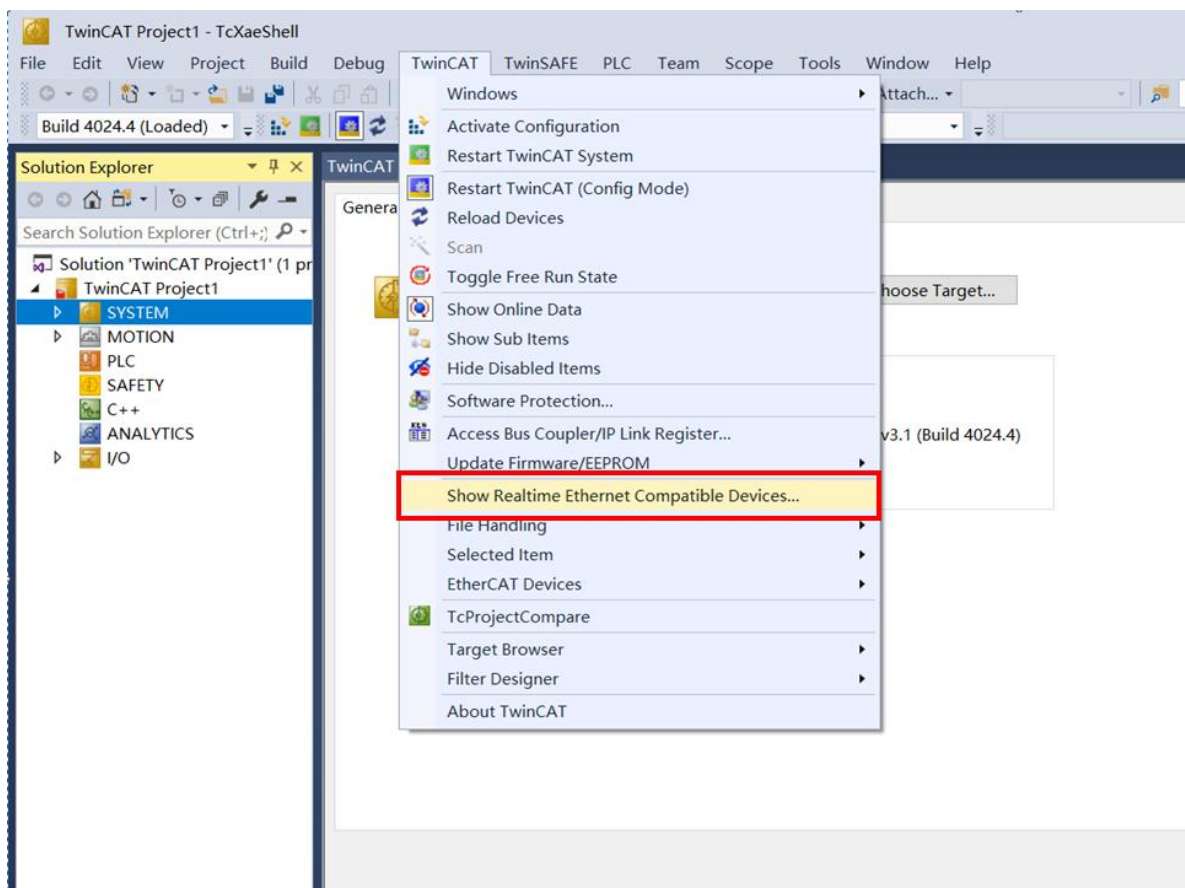 TwinCAT Project1 - TcXaeShell
File Edit View Project Build Debug TwinCAT TwinSAFE PLC Team Scope Tools Window Help
Attach...
Build 4024.4 (Loaded)
Solution Explorer
TwinCAT
Search Solution Explorer (Ctrl+;)
Solution 'TwinCAT Project1' (1 pr
TwinCAT Project1
SYSTEM
MOTION
PLC
SAFETY
C++
ANALYTICS
I/O
Genera
Windows
Activate Configuration
Restart TwinCAT System
Restart TwinCAT (Config Mode)
Reload Devices
Scan
Toggle Free Run State
Show Online Data
Show Sub Items
Hide Disabled Items
Software Protection...
Access Bus Coupler/IP Link Register...
Update Firmware/EEPROM
Show Realtime Ethernet Compatible Devices...
File Handling
Selected Item
EtherCAT Devices
TcProjectCompare
Target Browser
Filter Designer
About TwinCAT
hoose Target...
v3.1 (Build 4024.4)